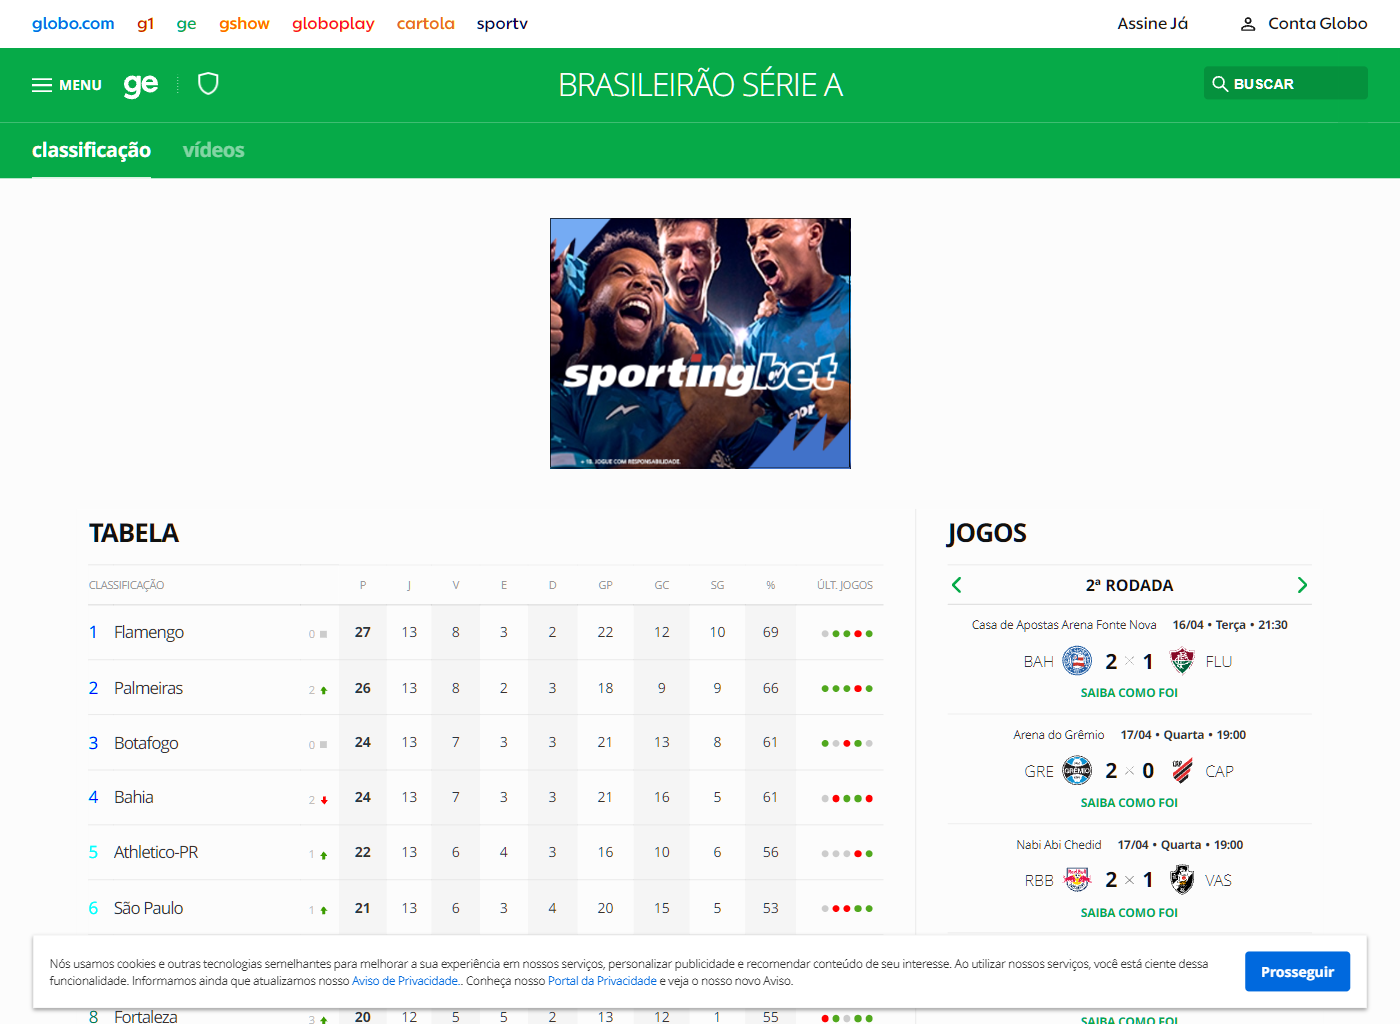 globo.com g1 ge gshow globoplay cartola sportv Assine Já Conta Globo
MENU ge BRASILEIRÃO SÉRIE A BUSCAR
classificação vídeos
sportingbet
+ 18. JOGUE COM RESPONSABILIDADE.
TABELA
CLASSIFICAÇÃO P J V E D GP GC SG % ÚLT. JOGOS
1 Flamengo 0 27 13 8 3 2 22 12 10 69
2 Palmeiras 2 26 13 8 2 3 18 9 9 66
3 Botafogo 0 24 13 7 3 3 21 13 8 61
4 Bahia 2 24 13 7 3 3 21 16 5 61
5 Athletico-PR 1 22 13 6 4 3 16 10 6 56
6 São Paulo 1 21 13 6 3 4 20 15 5 53
8 Fortaleza 3 20 12 5 5 2 13 12 1 55
JOGOS
2ª RODADA
Casa de Apostas Arena Fonte Nova 16/04 • Terça • 21:30
BAH 2 × 1 FLU
SAIBA COMO FOI
Arena do Grêmio 17/04 • Quarta • 19:00
GRE 2 × 0 CAP
SAIBA COMO FOI
Nabi Abi Chedid 17/04 • Quarta • 19:00
RBB 2 × 1 VAS
SAIBA COMO FOI
SAIBA COMO FOI
Nós usamos cookies e outras tecnologias semelhantes para melhorar a sua experiência em nossos serviços, personalizar publicidade e recomendar conteúdo de seu interesse. Ao utilizar nossos serviços, você está ciente dessa
funcionalidade. Informamos ainda que atualizamos nosso Aviso de Privacidade.. Conheça nosso Portal da Privacidade e veja o nosso novo Aviso.
Prosseguir